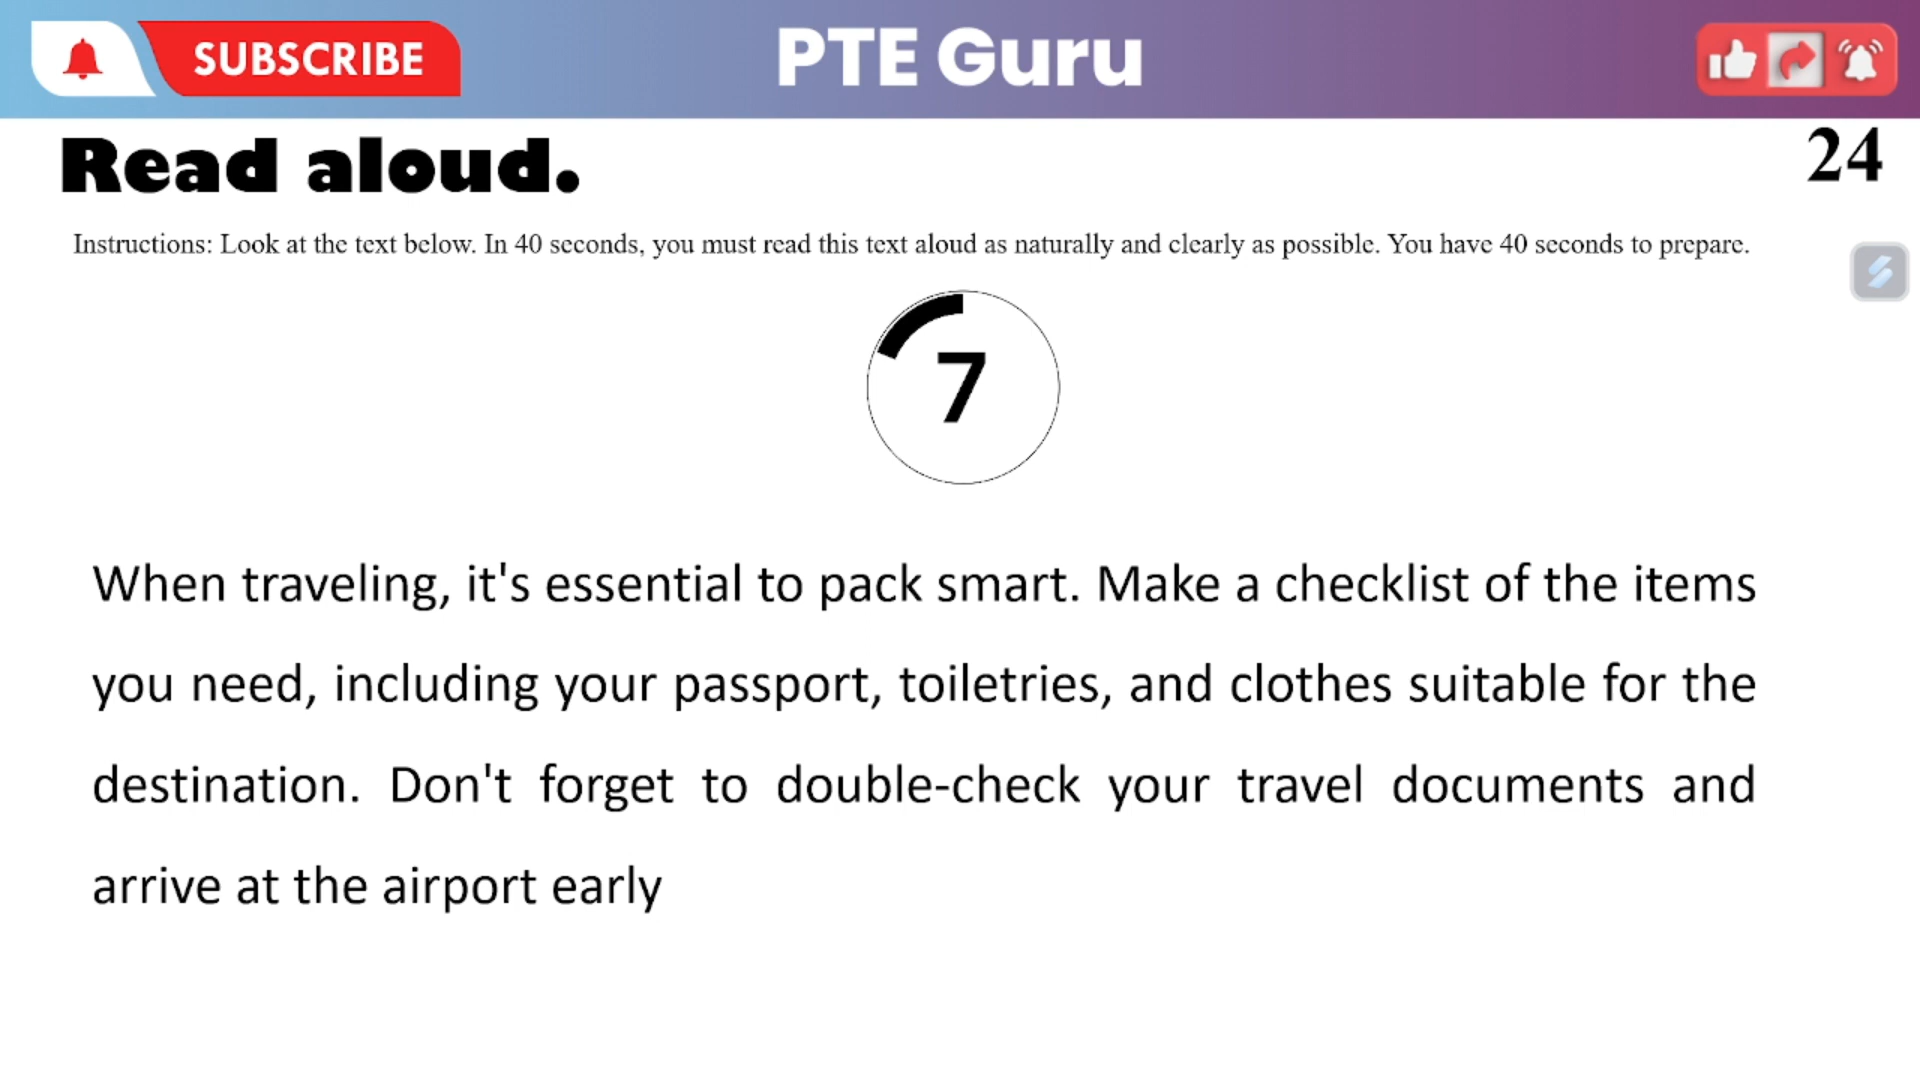 SUBSCRIBE
PTE Guru
Read aloud.
24
Instructions: Look at the text below. In 40 seconds, you must read this text aloud as naturally and clearly as possible. You have 40 seconds to prepare.
7
When traveling, it's essential to pack smart. Make a checklist of the items
you need, including your passport, toiletries, and clothes suitable for the
destination. Don't forget to double-check your travel documents and
arrive at the airport early